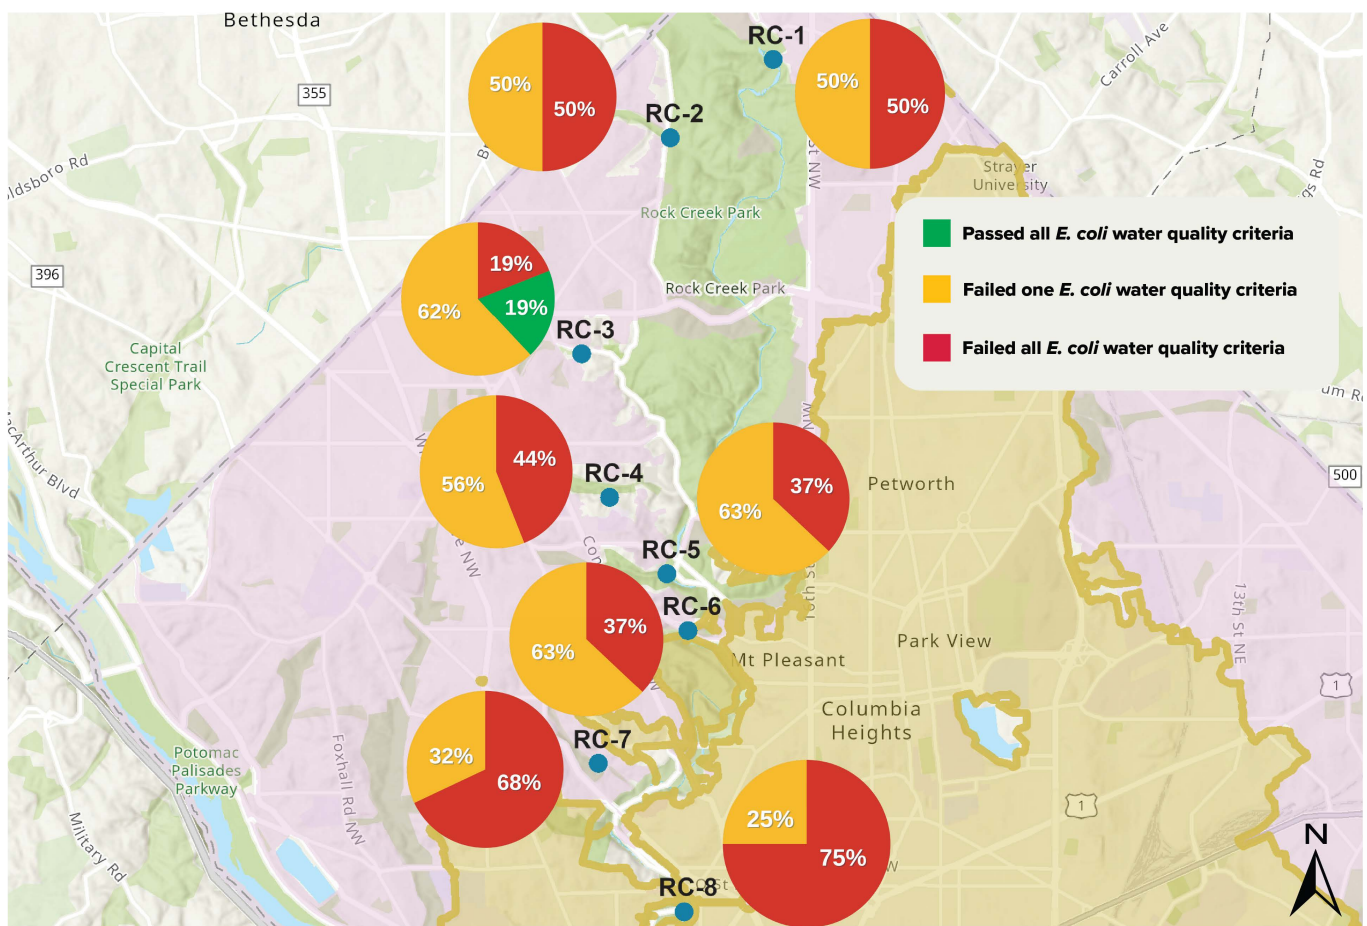 Bethesda
RC-1
Carroll Ave
50%
50%
50%
50%
355
RC-2
St NW
Strayer
University
Rock Creek Park
Passed all E. coli water quality criteria
Failed one E. coli water quality criteria
Failed all E. coli water quality criteria
396
19%
19%
62%
Rock Creek Park
RC-3
Capital
Crescent Trail
Special Park
MacArthur Blvd
44%
56%
RC-4
37%
63%
Petworth
500
RC-5
RC-6
37%
63%
13th St NE
Park View
Mt Pleasant
1
Columbia
Heights
RC-7
32%
68%
Potomac
Palisades
Parkway
Foxhall Rd NW
25%
75%
1
Military Rd
N
RC-8